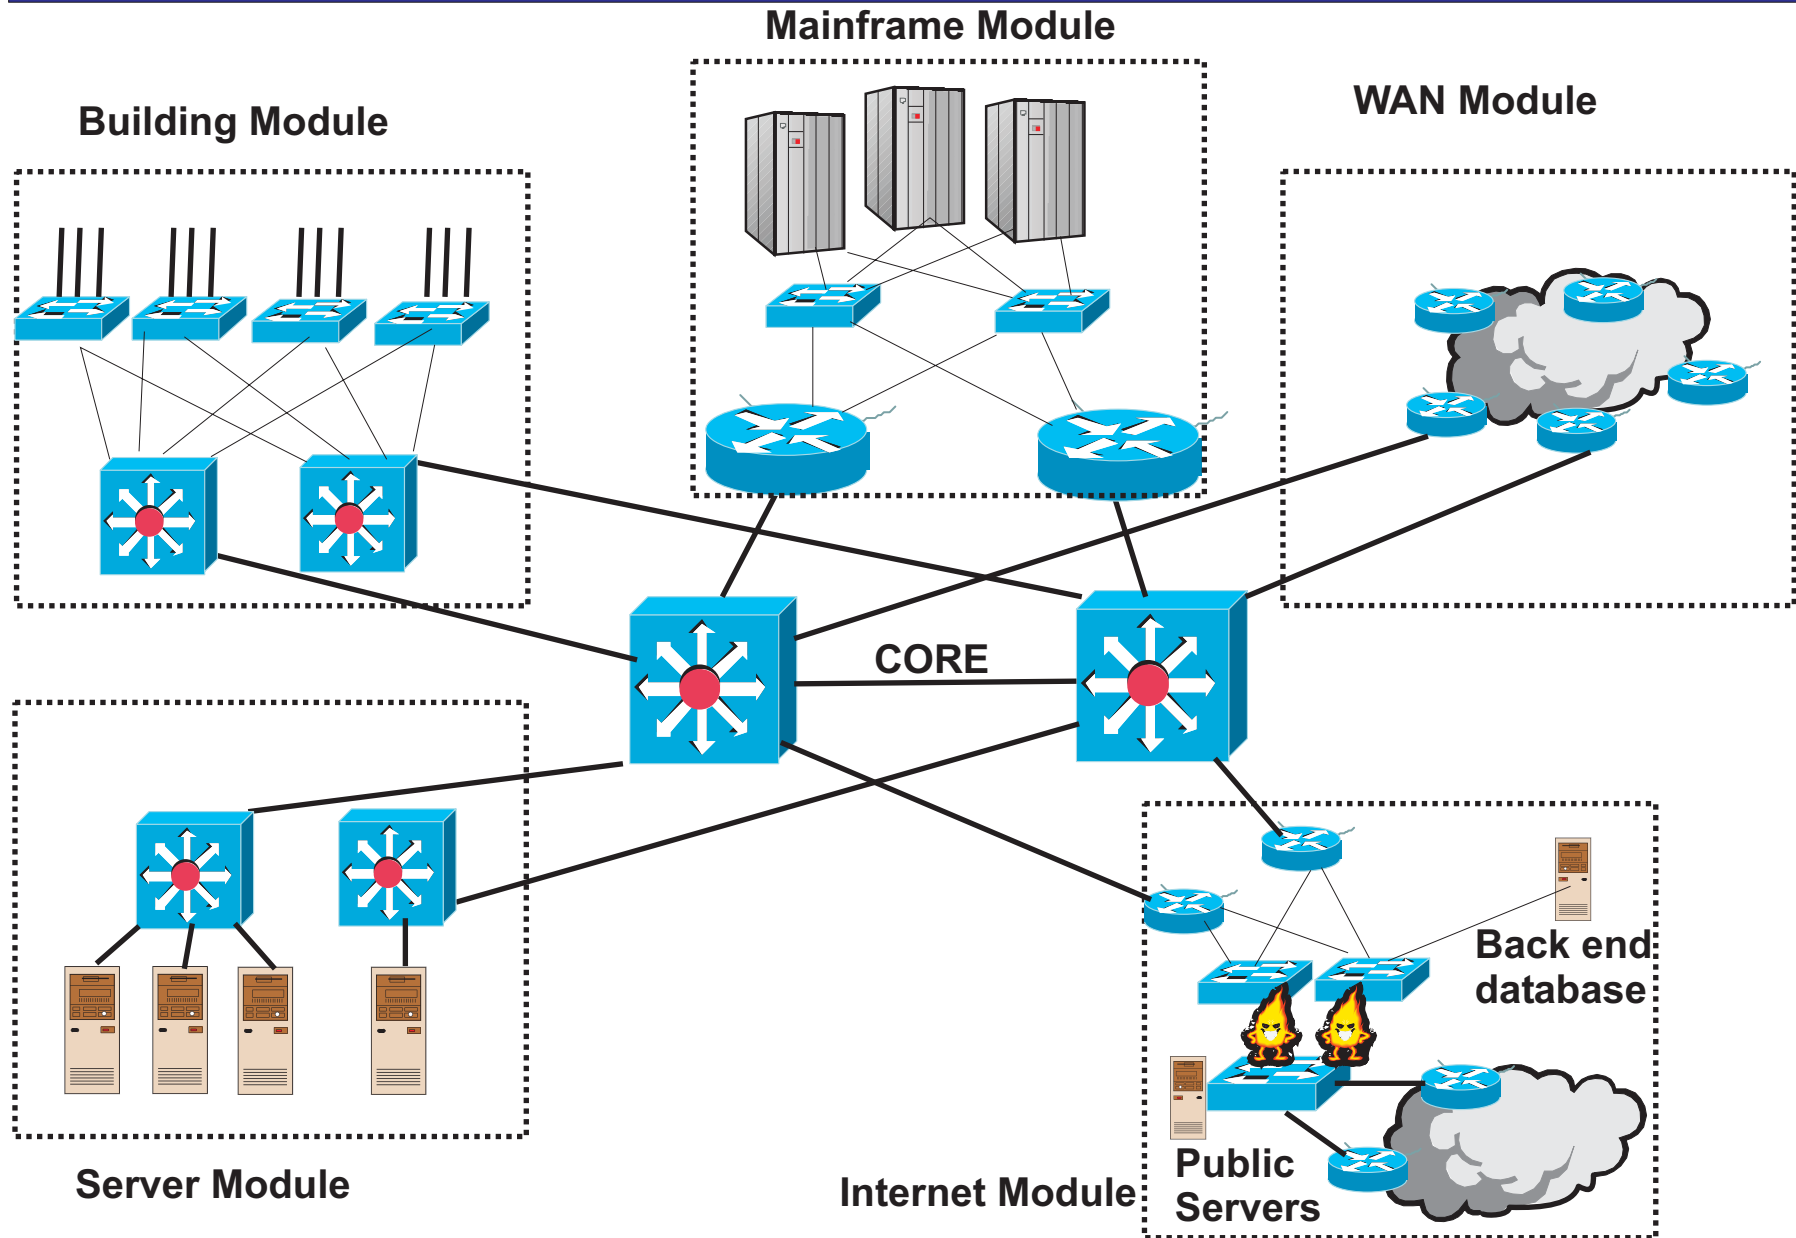 Mainframe Module
WAN Module
Building Module
CORE
Back end
database
Public
Servers
Server Module
Internet Module